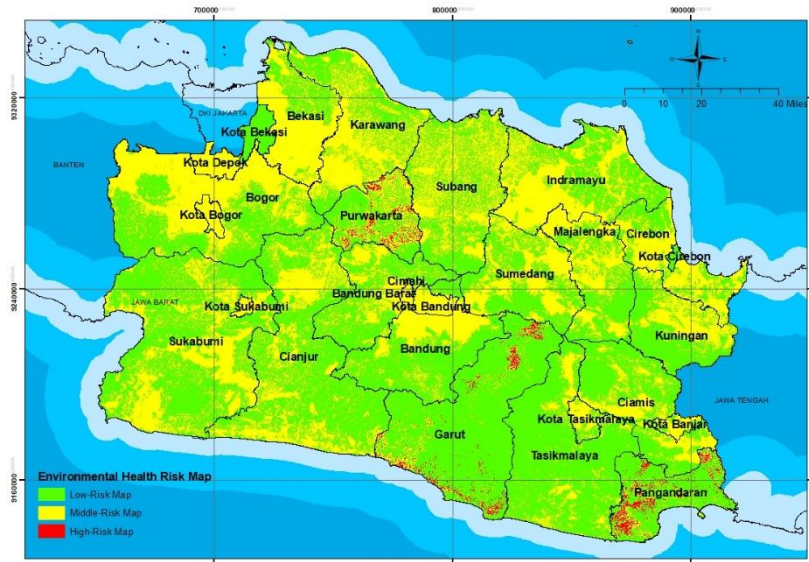 700000
800000
900000
9320000
9240000
9160000
N
W
E
S
0 10 20 40 Miles
DKI JAKARTA
Bekasi
Kota Bekasi
Karawang
BANTEN
Kota Depok
Bogor
Kota Bogor
Purwakarta
Subang
Indramayu
Majalengka
Cirebon
Kota Cirebon
Sumedang
Cimahi
Bandung Barat
Kota Bandung
JAWA BARAT
Kota Sukabumi
Sukabumi
Cianjur
Bandung
Kuningan
JAWA TENGAH
Ciamis
Kota Tasikmalaya
Kota Banjar
Garut
Tasikmalaya
Pangandaran
Environmental Health Risk Map
Low-Risk Map
Middle-Risk Map
High-Risk Map